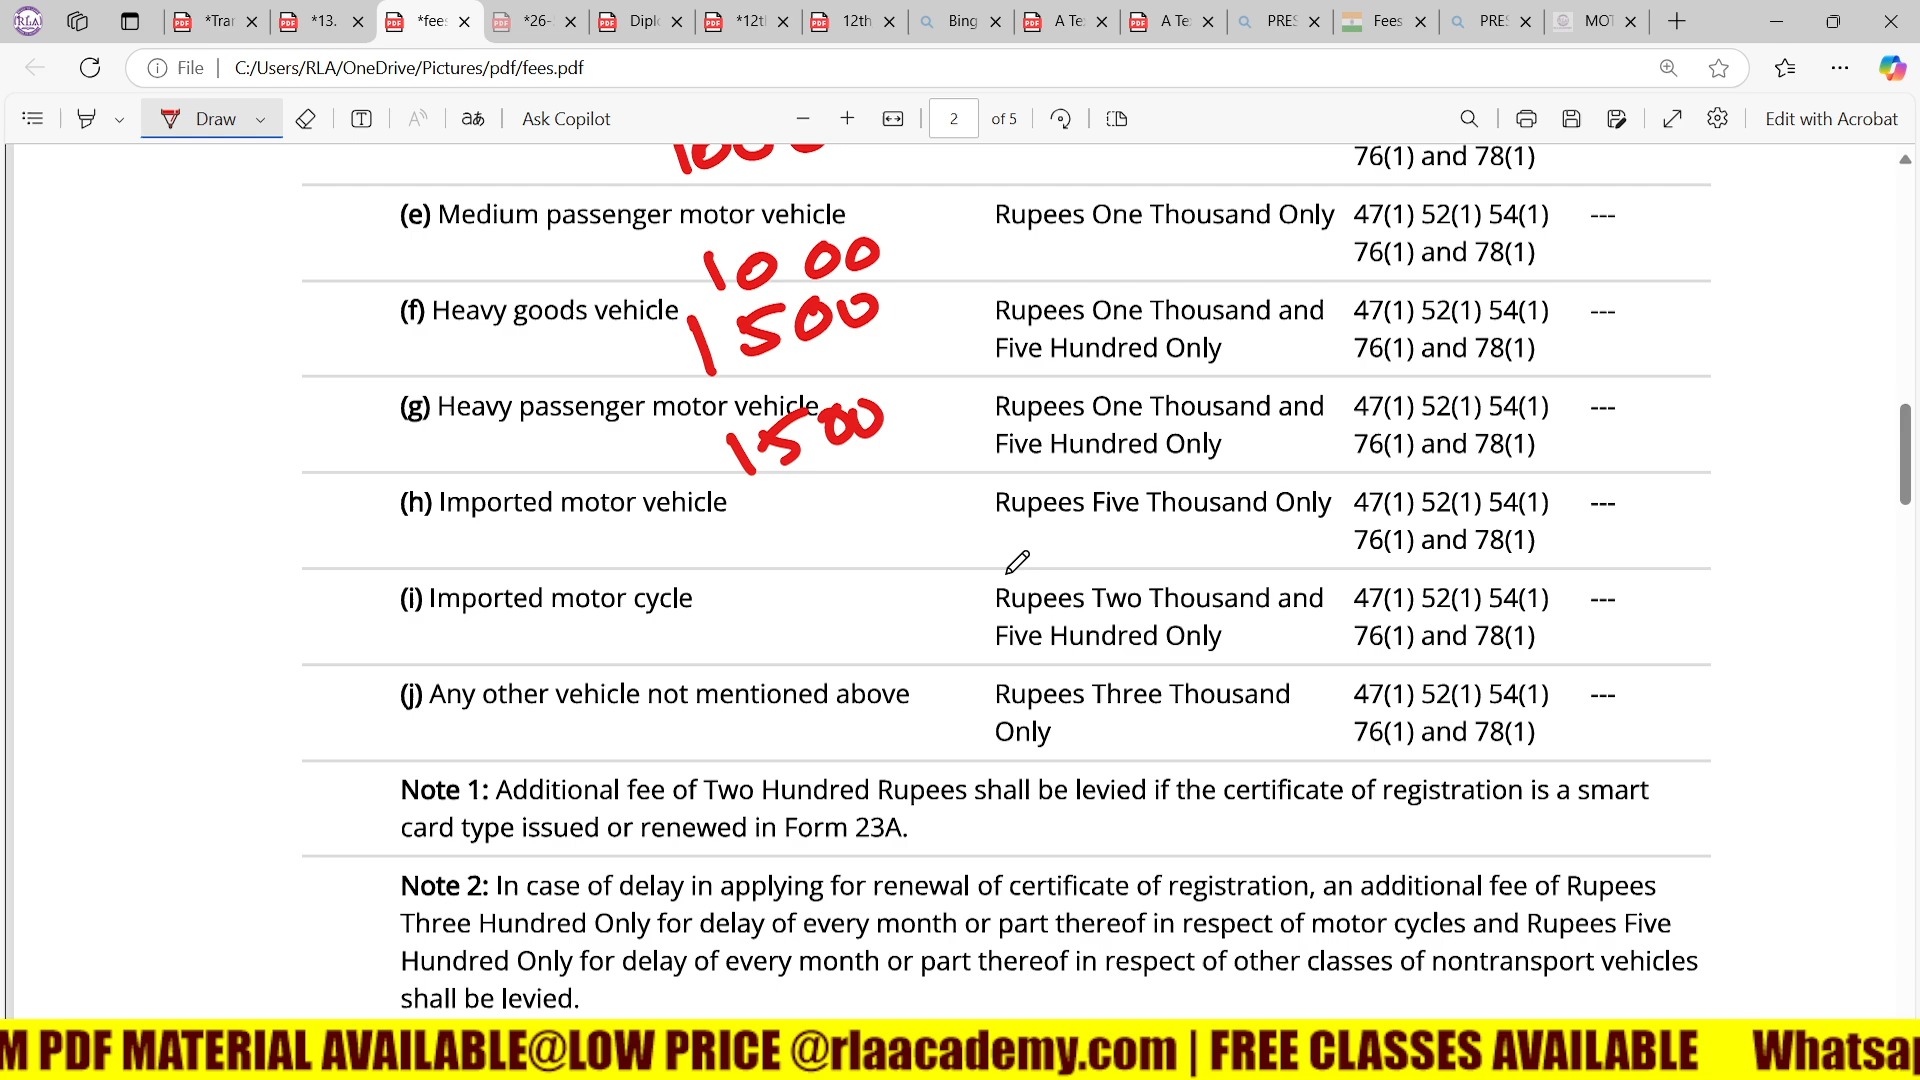 *Trar
*13.
*fees
*26-
Diplo
*12th
12th
Bing
A Te
A Te
PRES
Fees
PRES
MOT
File C:/Users/RLA/OneDrive/Pictures/pdf/fees.pdf
Draw aあ Ask Copilot 2 of 5 Edit with Acrobat
1000 76(1) and 78(1)
(e) Medium passenger motor vehicle Rupees One Thousand Only 47(1) 52(1) 54(1) ---
76(1) and 78(1)
1000
(f) Heavy goods vehicle 1500 Rupees One Thousand and 47(1) 52(1) 54(1) ---
Five Hundred Only 76(1) and 78(1)
(g) Heavy passenger motor vehicle Rupees One Thousand and 47(1) 52(1) 54(1) ---
1500 Five Hundred Only 76(1) and 78(1)
(h) Imported motor vehicle Rupees Five Thousand Only 47(1) 52(1) 54(1) ---
76(1) and 78(1)
(i) Imported motor cycle Rupees Two Thousand and 47(1) 52(1) 54(1) ---
Five Hundred Only 76(1) and 78(1)
(j) Any other vehicle not mentioned above Rupees Three Thousand 47(1) 52(1) 54(1) ---
Only 76(1) and 78(1)
Note 1: Additional fee of Two Hundred Rupees shall be levied if the certificate of registration is a smart
card type issued or renewed in Form 23A.
Note 2: In case of delay in applying for renewal of certificate of registration, an additional fee of Rupees
Three Hundred Only for delay of every month or part thereof in respect of motor cycles and Rupees Five
Hundred Only for delay of every month or part thereof in respect of other classes of nontransport vehicles
shall be levied.
M PDF MATERIAL AVAILABLE@LOW PRICE @rlaacademy.com | FREE CLASSES AVAILABLE Whatsap